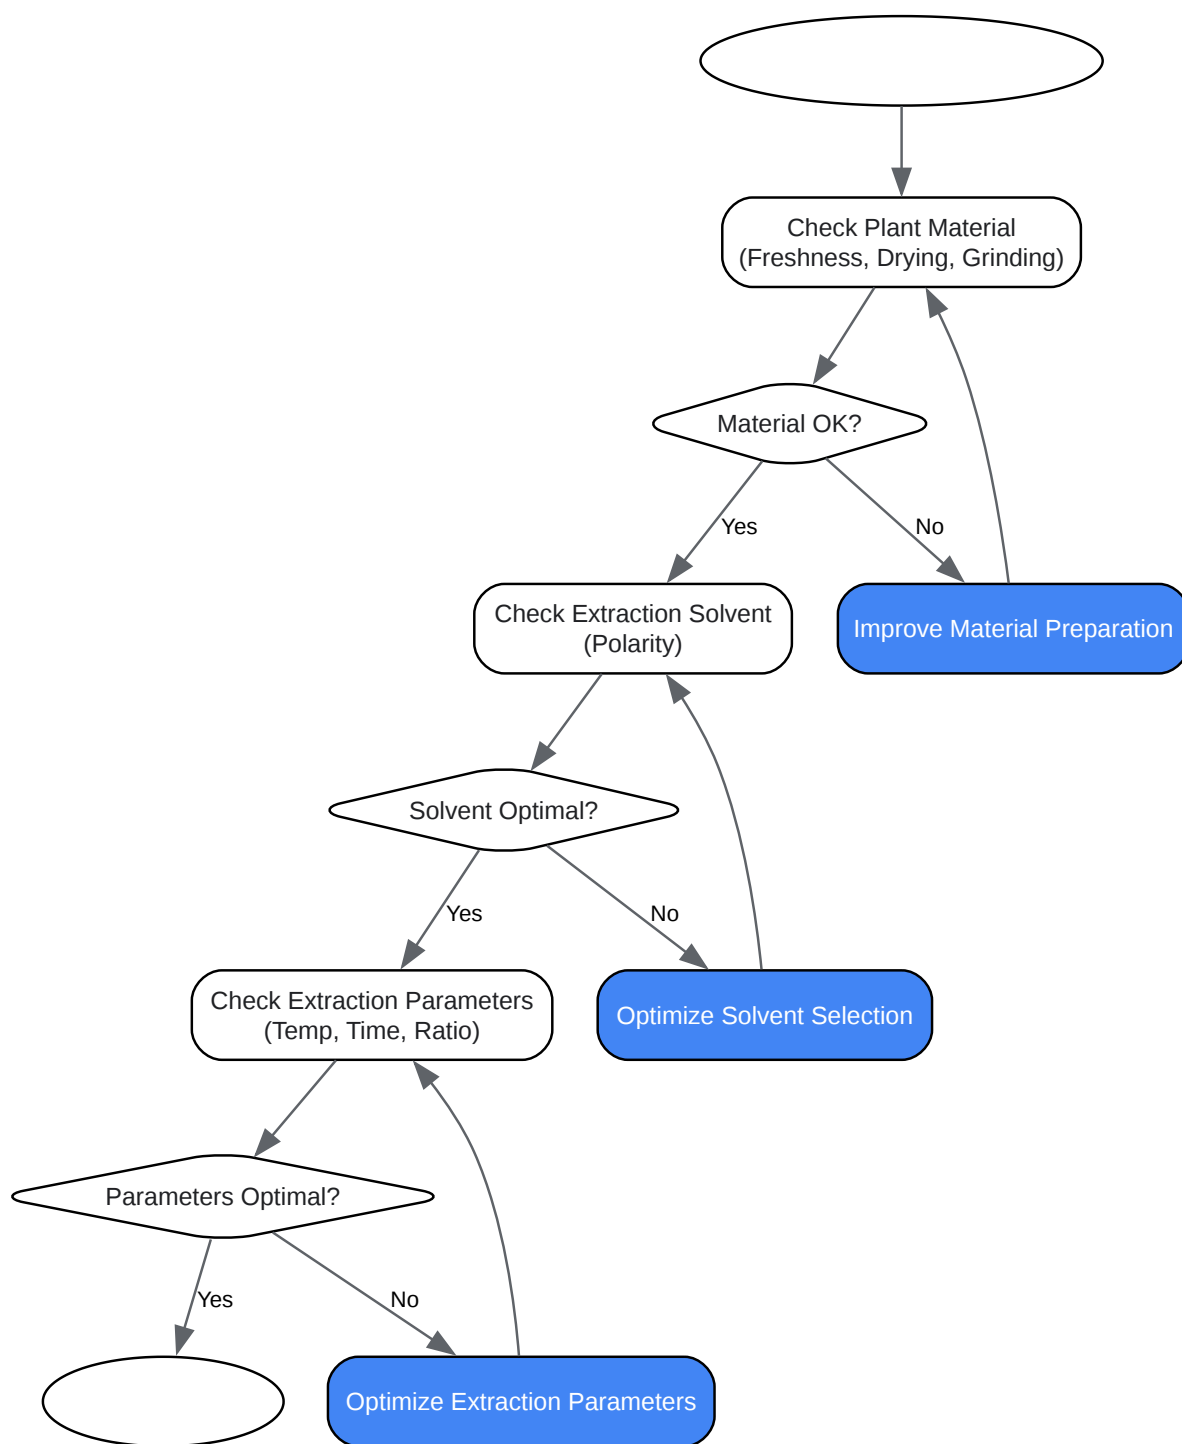 Check Plant Material
(Freshness, Drying, Grinding)
Material OK?
Yes
No
Check Extraction Solvent
(Polarity)
Improve Material Preparation
Solvent Optimal?
Yes
No
Check Extraction Parameters
(Temp, Time, Ratio)
Optimize Solvent Selection
Parameters Optimal?
Yes
No
Optimize Extraction Parameters